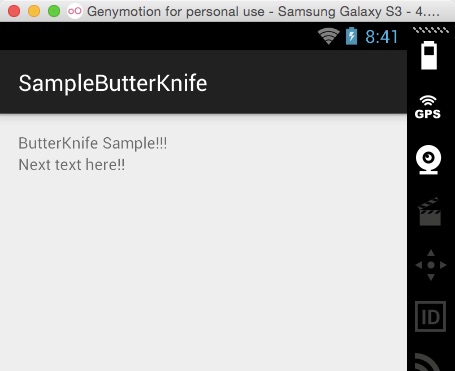 Genymotion for personal use - Samsung Galaxy S3 - 4....
8:41
SampleButterKnife
GPS
ButterKnife Sample!!!
Next text here!!
ID